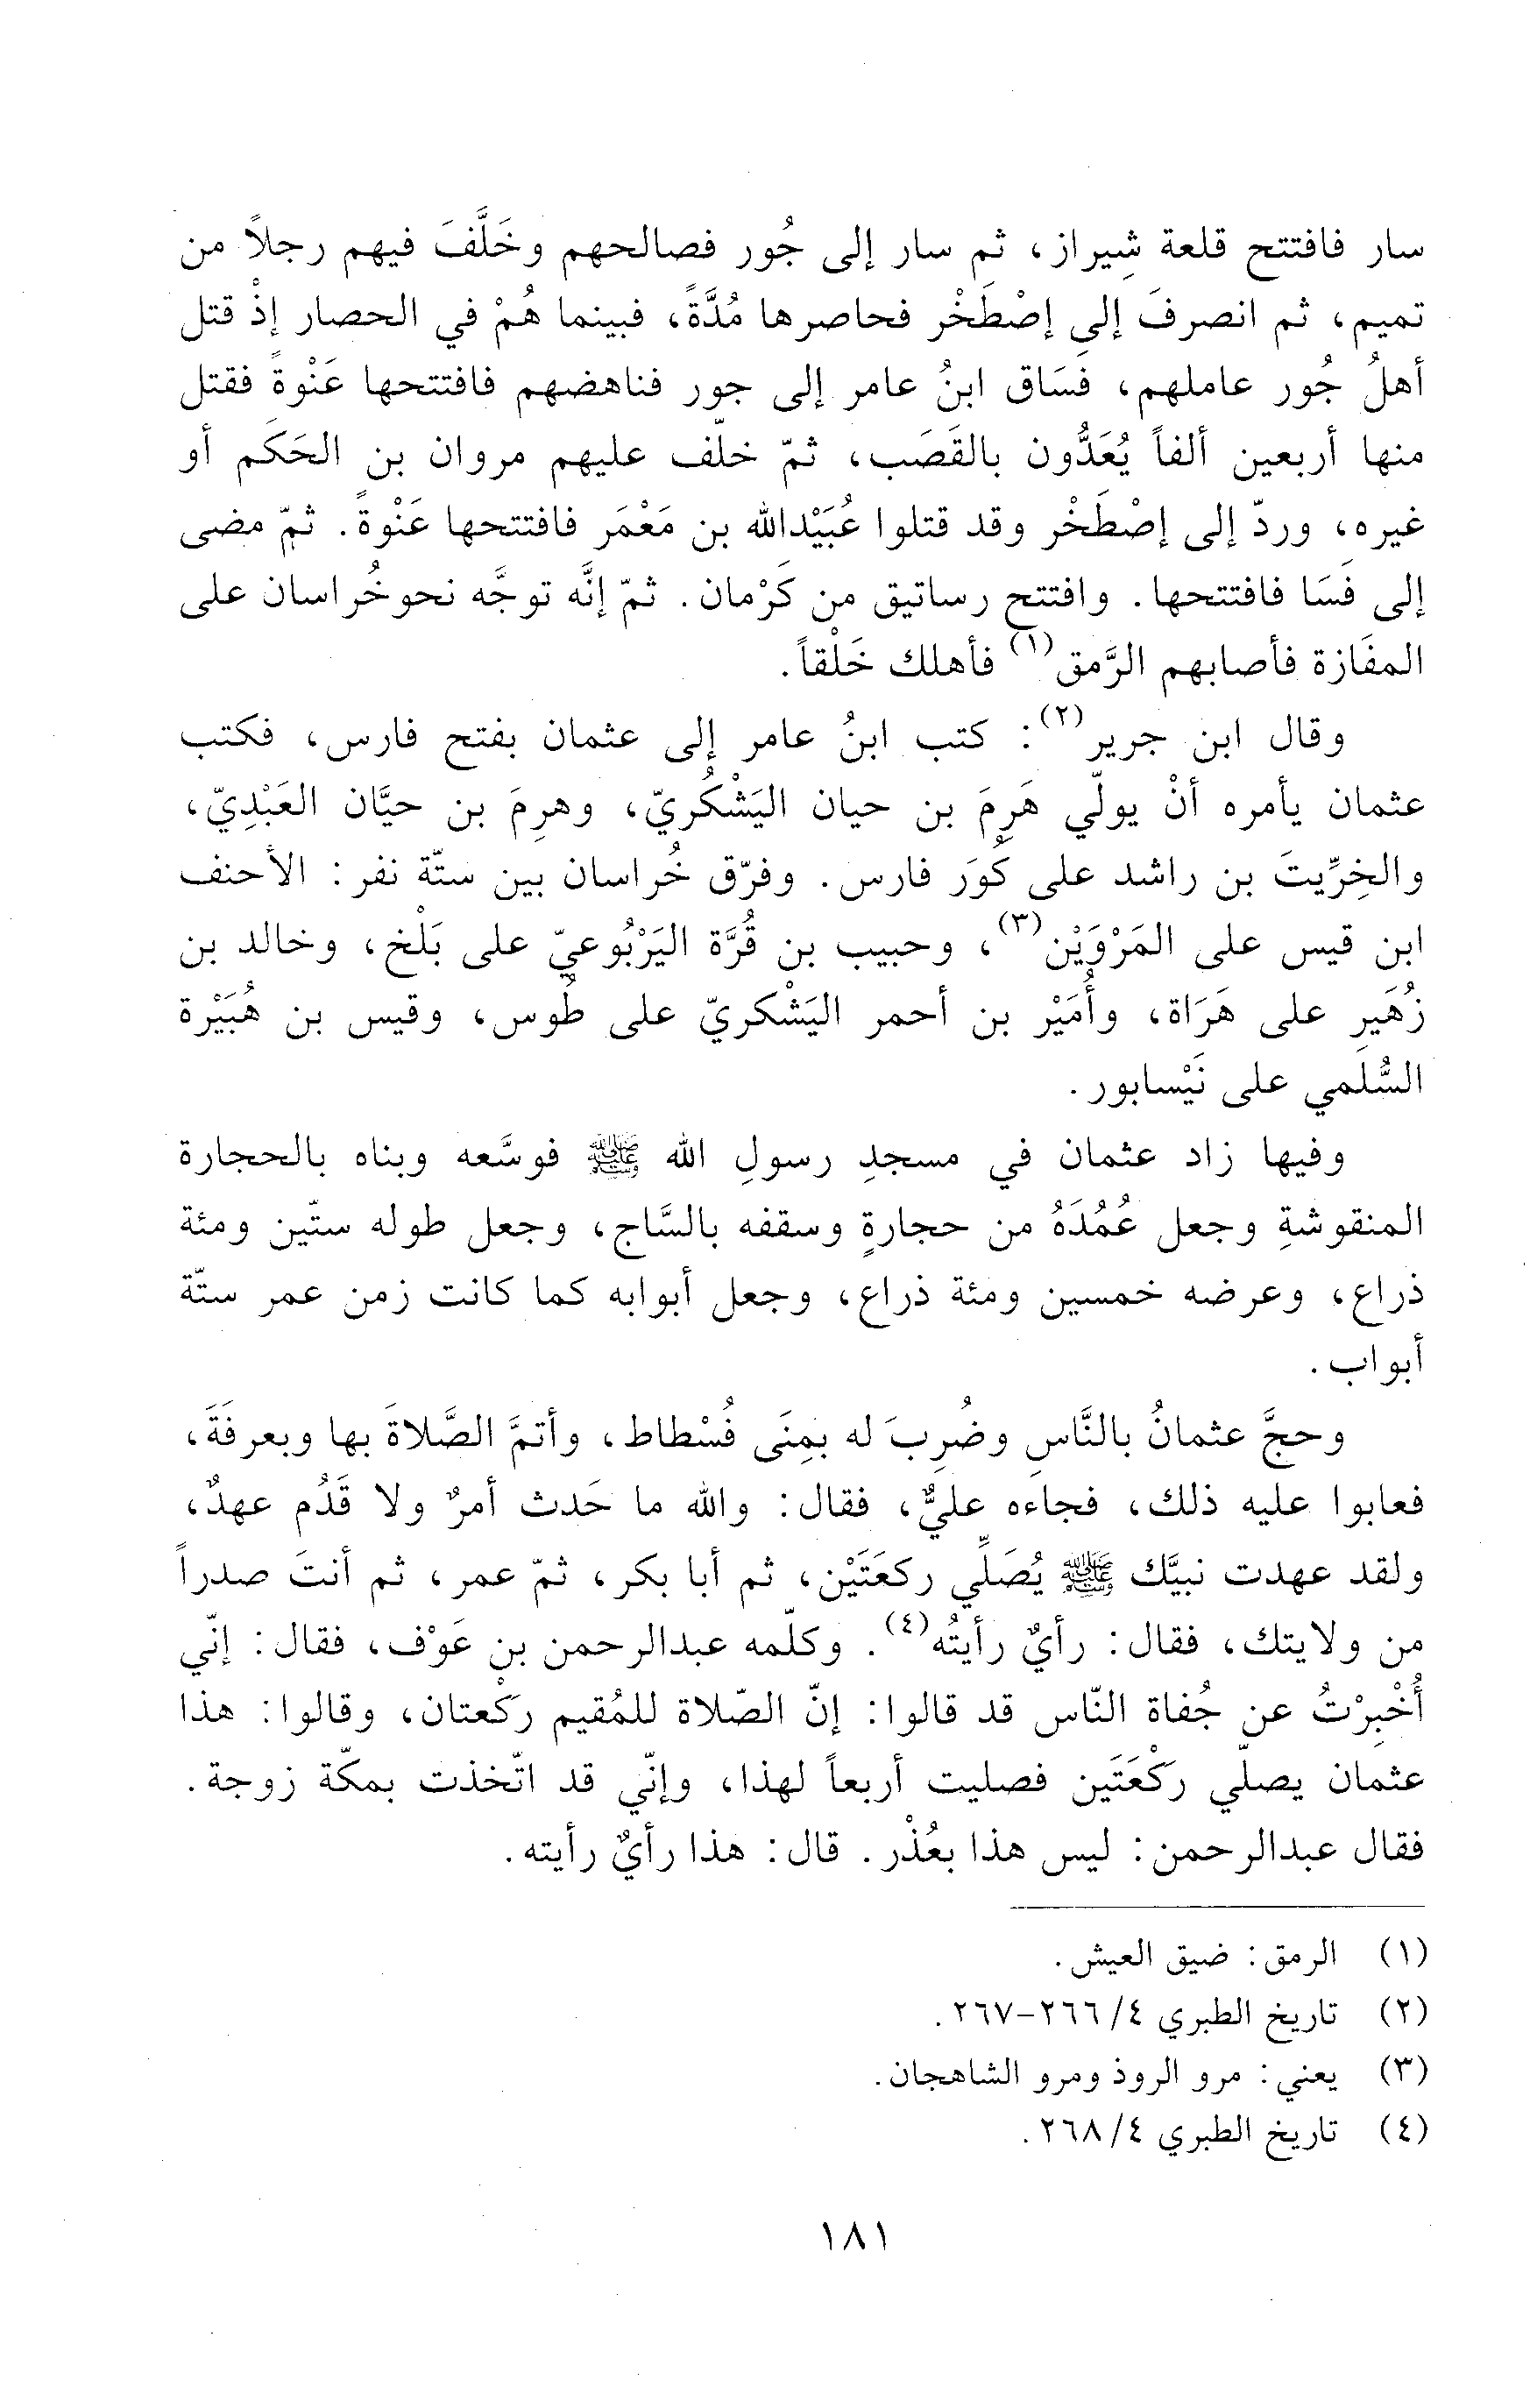 سار فافتتح قلعة شِيراز، ثم سار إلى جُور فصالحهم وخَلَّفَ فيهم رجلاً من
تميم، ثم انصرفَ إلى إصْطَخْر فحاصرها مُدَّةً، فبينما هُمْ في الحصار إذْ قتل
أهلُ جُور عاملهم، فَسَاق ابنُ عامر إلى جور فناهضهم فافتتحها عَنْوةً فقتل
منها أربعين ألفاً يُعَدُّون بالقَصَب، ثمّ خلّف عليهم مروان بن الحَكَم أو
غيره، وردّ إلى إصْطَخْر وقد قتلوا عُبَيْدالله بن مَعْمَر فافتتحها عَنْوةً. ثمّ مضى
إلى فَسَا فافتتحها. وافتتح رساتيق من كَرْمان. ثمّ إنَّه توجَّه نحوخُراسان على
المفَازة فأصابهم الرَّمق(١) فأهلك خَلْقاً.
وقال ابن جرير(٢): كتب ابنُ عامر إلى عثمان بفتح فارس، فكتب
عثمان يأمره أنْ يولّي هَرِمَ بن حيان اليَشْكُريّ، وهرِمَ بن حيَّان العَبْدِيّ،
والخِرِّيتَ بن راشد على كُوَر فارس. وفرّق خُراسان بين ستّة نفر: الأحنف
ابن قيس على المَرْوَيْن(٣)، وحبيب بن قُرَّة اليَرْبُوعيّ على بَلْخ، وخالد بن
زُهَير على هَرَاة، وأُمَيْر بن أحمر اليَشْكريّ على طُوس، وقيس بن هُبَيْرة
السُّلَمي على نَيْسابور.
وفيها زاد عثمان في مسجدِ رسولِ الله ﷺ فوسَّعه وبناه بالحجارة
المنقوشةِ وجعل عُمُدَهُ من حجارةٍ وسقفه بالسَّاج، وجعل طوله ستّين ومئة
ذراع، وعرضه خمسين ومئة ذراع، وجعل أبوابه كما كانت زمن عمر ستّة
أبواب.
وحجَّ عثمانُ بالنَّاسِ وضُرِبَ له بمِنَى فُسْطاط، وأتمَّ الصَّلاةَ بها وبعرفَةَ،
فعابوا عليه ذلك، فجاءه عليٌّ، فقال: والله ما حَدث أمرٌ ولا قَدُم عهدٌ،
ولقد عهدت نبيَّك ﷺ يُصَلِّي ركعَتَيْن، ثم أبا بكر، ثمّ عمر، ثم أنتَ صدراً
من ولايتك، فقال: رأيٌ رأيتُه(٤). وكلّمه عبدالرحمن بن عَوْف، فقال: إنّي
أُخْبِرْتُ عن جُفاة النّاس قد قالوا: إنّ الصّلاة للمُقيم رَكْعتان، وقالوا: هذا
عثمان يصلّي رَكْعَتَين فصليت أربعاً لهذا، وإنّي قد اتّخذت بمكّة زوجة.
فقال عبدالرحمن: ليس هذا بعُذْر. قال: هذا رأيٌ رأيته.
(١) الرمق: ضيق العيش.
(٢) تاريخ الطبري ٤/ ٢٦٦-٢٦٧.
(٣) يعني: مرو الروذ ومرو الشاهجان.
(٤) تاريخ الطبري ٤/ ٢٦٨.
١٨١